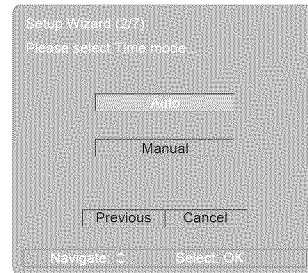 Setup Wizard (2/7)
Please select Time mode...
Auto
Manual
Previous Cancel
Navigate: Select: OK